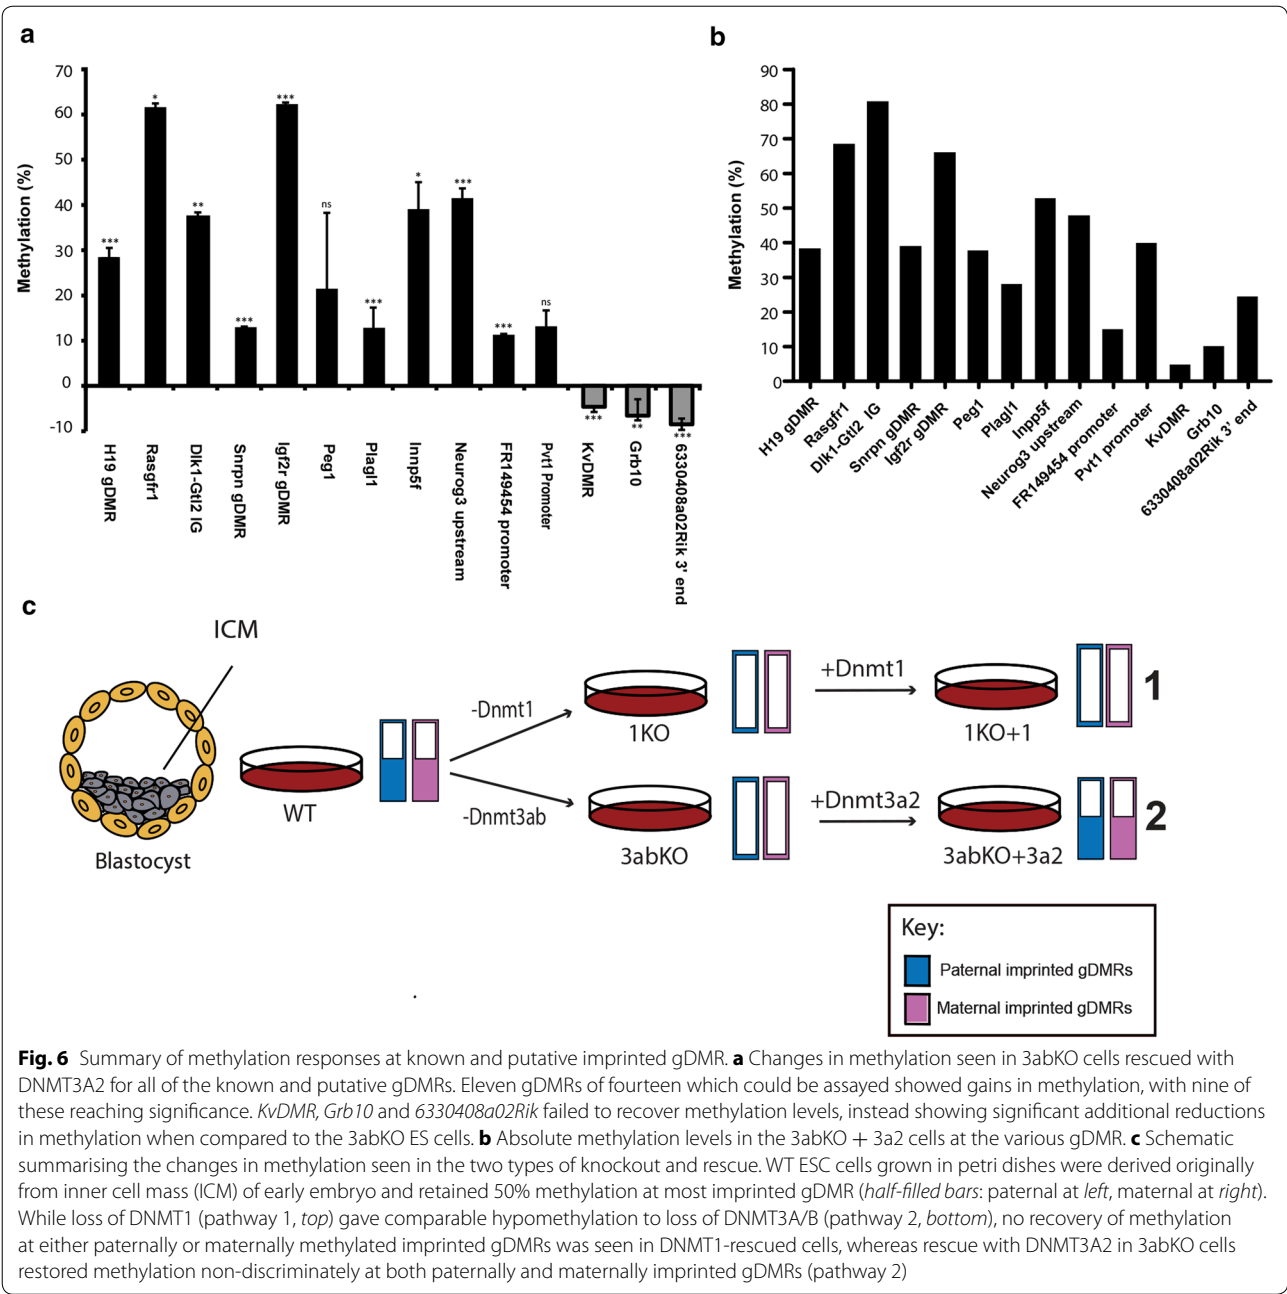 a
70
60
50
40
30
20
10
0
-10
Methylation (%)
***
*
**
***
***
ns
***
*
***
***
ns
***
**
***
H19 gDMR
Rasgfr1
Dlk1-Gtl2 IG
Snrpn gDMR
Igf2r gDMR
Peg1
Plagl1
Innp5f
Neurog3 upstream
FR149454 promoter
Pvt1 Promoter
KvDMR
Grb10
6330408a02Rik 3' end
b
90
80
70
60
50
40
30
20
10
0
Methylation (%)
H19 gDMR
Rasgfr1
Dlk1-Gtl2 IG
Snrpn gDMR
Igf2r gDMR
Peg1
Plagl1
Inpp5f
Neurog3 upstream
FR149454 promoter
Pvt1 promoter
KvDMR
Grb10
6330408a02Rik 3' end
c
ICM
Blastocyst
WT
-Dnmt1
-Dnmt3ab
1KO
3abKO
+Dnmt1
+Dnmt3a2
1KO+1
3abKO+3a2
1
2
Key:
Paternal imprinted gDMRs
Maternal imprinted gDMRs
Fig. 6 Summary of methylation responses at known and putative imprinted gDMR. a Changes in methylation seen in 3abKO cells rescued with
DNMT3A2 for all of the known and putative gDMRs. Eleven gDMRs of fourteen which could be assayed showed gains in methylation, with nine of
these reaching significance. KvDMR, Grb10 and 6330408a02Rik failed to recover methylation levels, instead showing significant additional reductions
in methylation when compared to the 3abKO ES cells. b Absolute methylation levels in the 3abKO + 3a2 cells at the various gDMR. c Schematic
summarising the changes in methylation seen in the two types of knockout and rescue. WT ESC cells grown in petri dishes were derived originally
from inner cell mass (ICM) of early embryo and retained 50% methylation at most imprinted gDMR (half-filled bars: paternal at left, maternal at right).
While loss of DNMT1 (pathway 1, top) gave comparable hypomethylation to loss of DNMT3A/B (pathway 2, bottom), no recovery of methylation
at either paternally or maternally methylated imprinted gDMRs was seen in DNMT1-rescued cells, whereas rescue with DNMT3A2 in 3abKO cells
restored methylation non-discriminately at both paternally and maternally imprinted gDMRs (pathway 2)